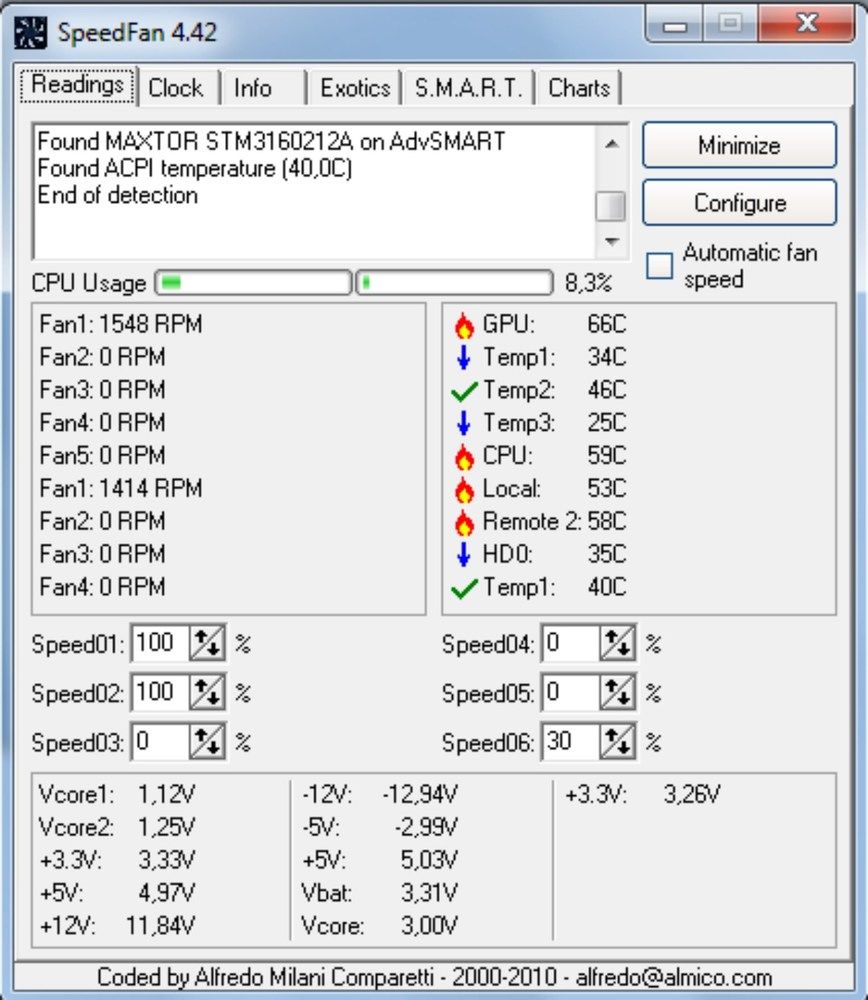 SpeedFan 4.42
Readings Clock Info Exotics S.M.A.R.T. Charts
Found MAXTOR STM3160212A on AdvSMART
Found ACPI temperature (40,0C)
End of detection
Minimize
Configure
Automatic fan speed
CPU Usage 8,3%
Fan1: 1548 RPM
Fan2: 0 RPM
Fan3: 0 RPM
Fan4: 0 RPM
Fan5: 0 RPM
Fan1: 1414 RPM
Fan2: 0 RPM
Fan3: 0 RPM
Fan4: 0 RPM
GPU: 66C
Temp1: 34C
Temp2: 46C
Temp3: 25C
CPU: 59C
Local: 53C
Remote 2: 58C
HD0: 35C
Temp1: 40C
Speed01: 100 %
Speed02: 100 %
Speed03: 0 %
Speed04: 0 %
Speed05: 0 %
Speed06: 30 %
Vcore1: 1,12V
Vcore2: 1,25V
+3.3V: 3,33V
+5V: 4,97V
+12V: 11,84V
-12V: -12,94V
-5V: -2,99V
+5V: 5,03V
Vbat: 3,31V
Vcore: 3,00V
+3.3V: 3,26V
Coded by Alfredo Milani Comparetti - 2000-2010 - alfredo@almico.com